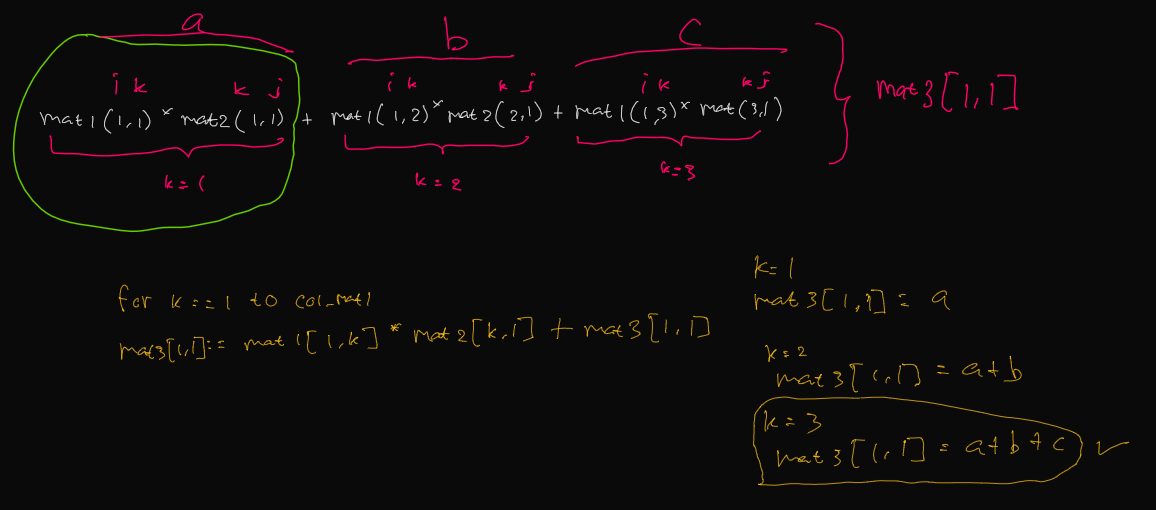 a b c
i k k j i k k j i k k j
mat1(1,1) * mat2(1,1) + mat1(1,2) * mat2(2,1) + mat1(1,3) * mat(3,1) } mat3[1,1]
k=1 k=2 k=3
for k:=1 to col_mat1
mat3[1,1]:= mat1[1,k] * mat2[k,1] + mat3[1,1]
k=1
mat3[1,1] = a
k=2
mat3[1,1] = a+b
k=3
mat3[1,1] = a+b+c ✓